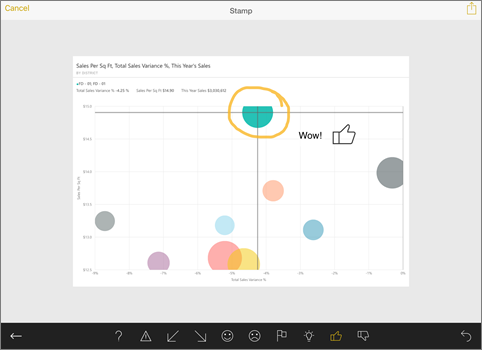 Cancel
Stamp
Sales Per Sq Ft, Total Sales Variance %, This Year's Sales
BY DISTRICT
FD - 01, FD - 01
Total Sales Variance % -4.25 % Sales Per Sq Ft $14.90 This Year Sales $3,030,812
Wow!
Sales Per Sq Ft
$15.0
$14.5
$14.0
$13.5
$13.0
$12.5
-9% -8% -7% -6% -5% -4% -3% -2% -1% 0%
Total Sales Variance %